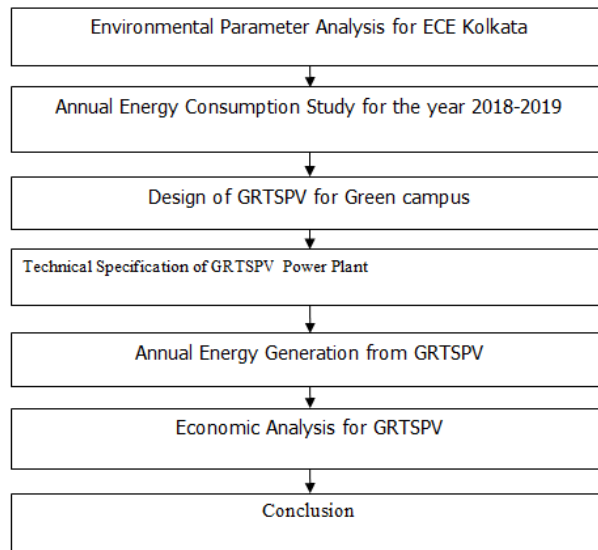 Environmental Parameter Analysis for ECE Kolkata
Annual Energy Consumption Study for the year 2018-2019
Design of GRTSPV for Green campus
Technical Specification of GRTSPV Power Plant
Annual Energy Generation from GRTSPV
Economic Analysis for GRTSPV
Conclusion